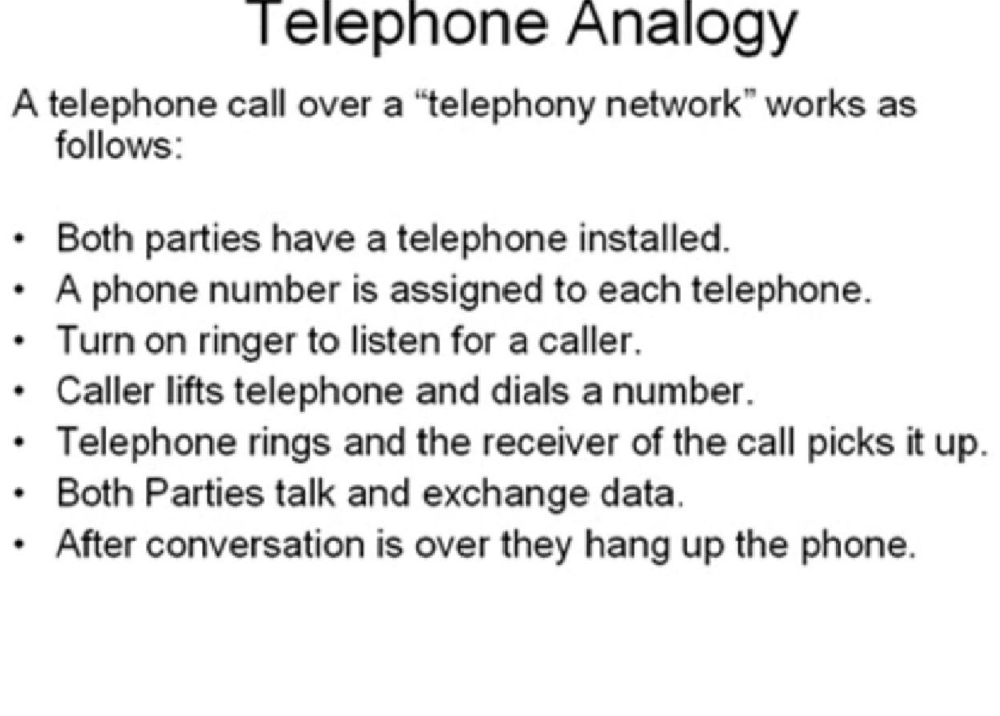 Telephone Analogy
A telephone call over a “telephony network” works as
follows:
• Both parties have a telephone installed.
• A phone number is assigned to each telephone.
• Turn on ringer to listen for a caller.
• Caller lifts telephone and dials a number.
• Telephone rings and the receiver of the call picks it up.
• Both Parties talk and exchange data.
• After conversation is over they hang up the phone.